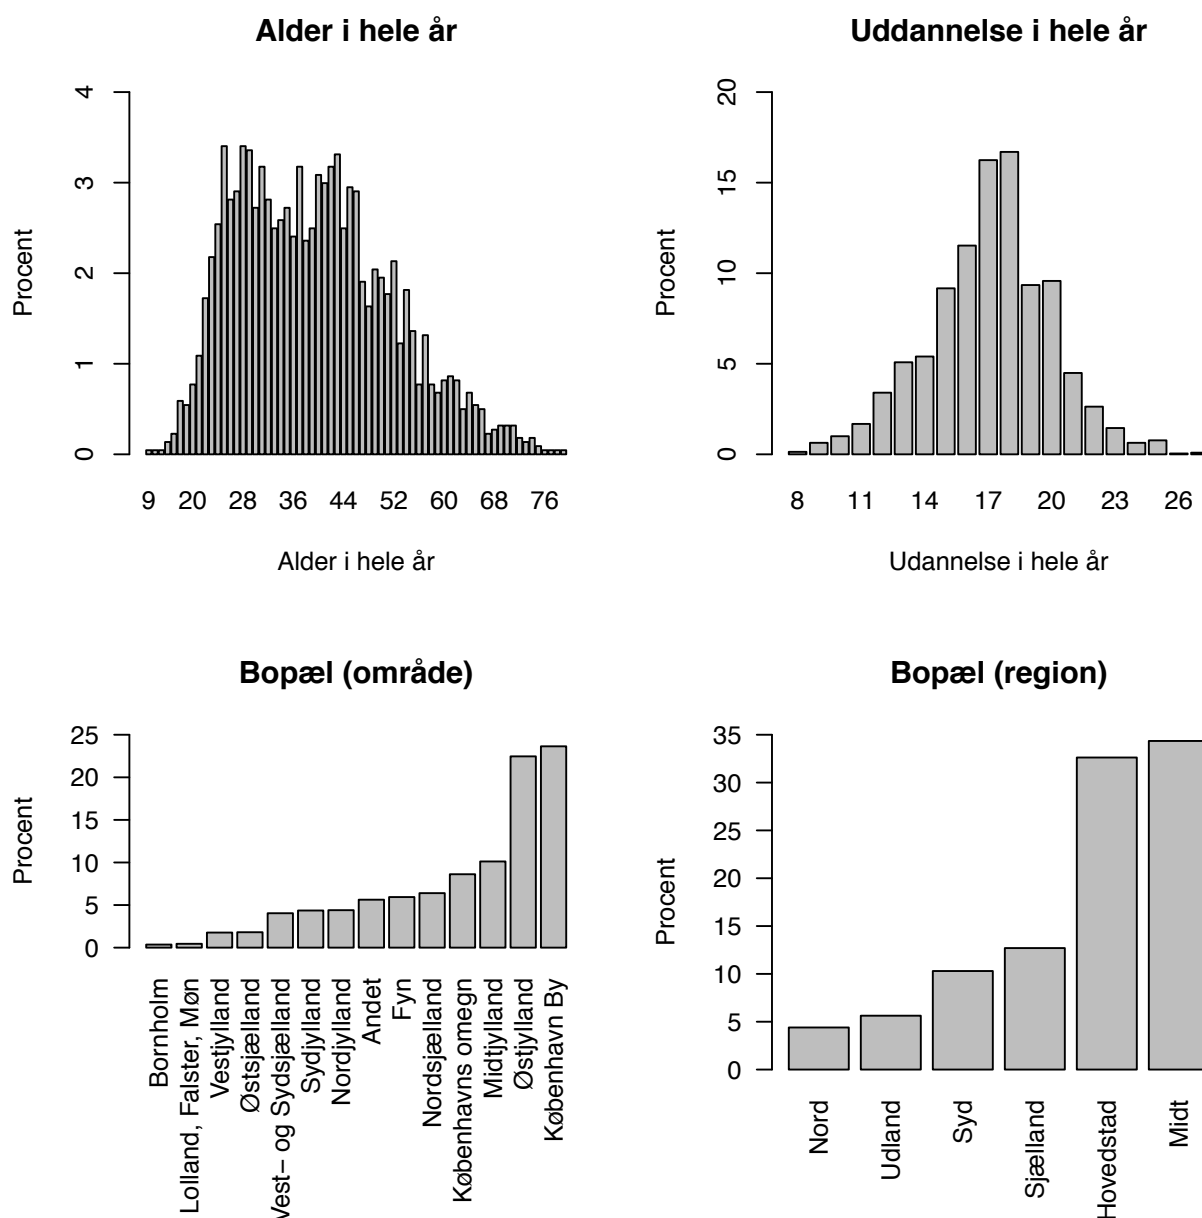 Alder i hele år
Procent
4
3
2
1
0
9 20 28 36 44 52 60 68 76
Alder i hele år
Uddannelse i hele år
Procent
20
15
10
5
0
8 11 14 17 20 23 26
Udannelse i hele år
Bopæl (område)
Procent
25
20
15
10
5
0
Bornholm
Lolland, Falster, Møn
Vestjylland
Østsjælland
Vest- og Sydsjælland
Sydjylland
Nordjylland
Andet
Fyn
Nordsjælland
Københavns omegn
Midtjylland
Østjylland
København By
Bopæl (region)
Procent
35
30
25
20
15
10
5
0
Nord
Udland
Syd
Sjælland
Hovedstad
Midt